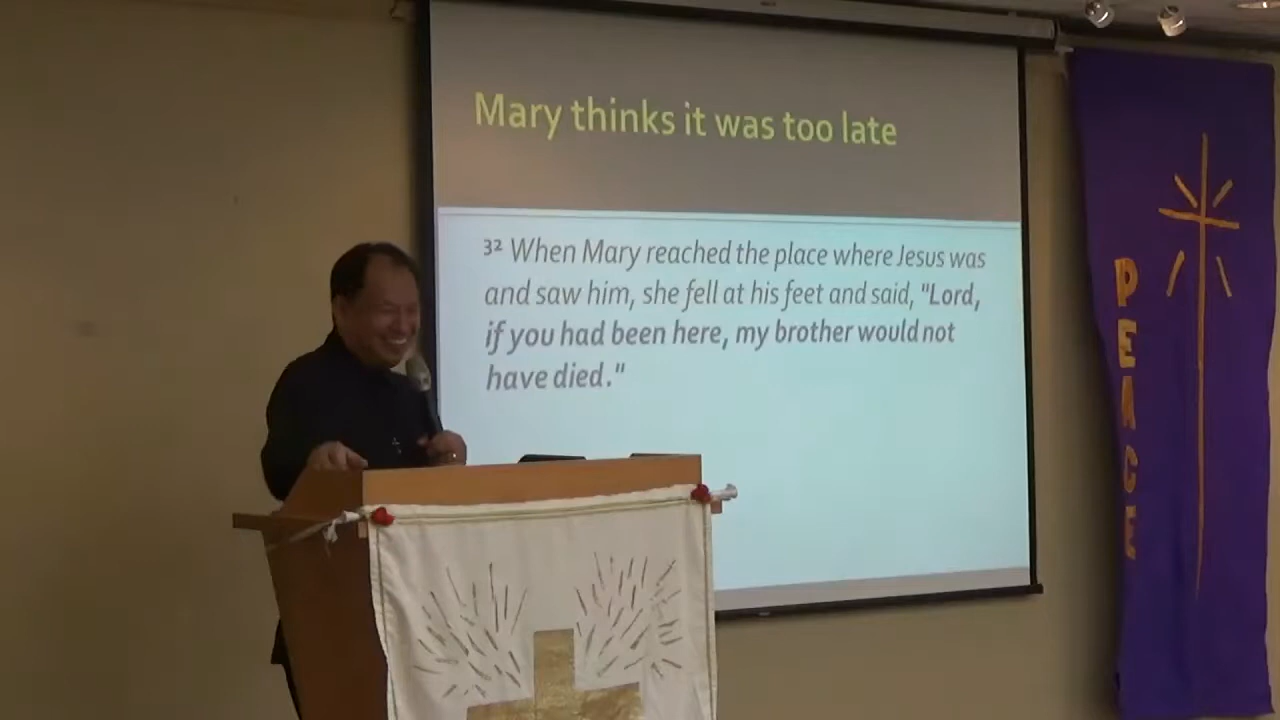 Mary thinks it was too late
32 When Mary reached the place where Jesus was
and saw him, she fell at his feet and said, "Lord,
if you had been here, my brother would not
have died."
PEACE